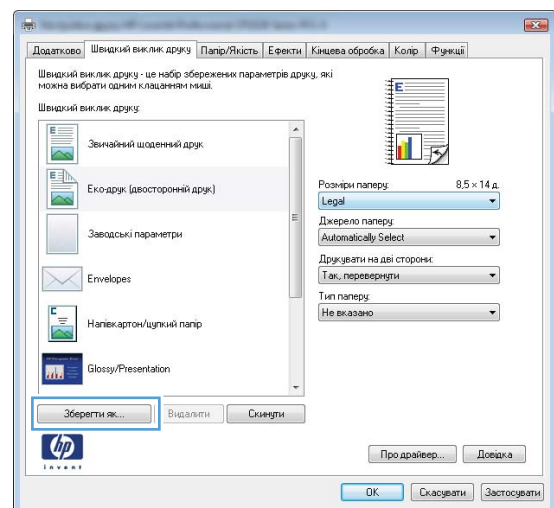 Додатково Швидкий виклик друку Папір/Якість Ефекти Кінцева обробка Колір Функції
Швидкий виклик друку - це набір збережених параметрів друку, які
можна вибрати одним клацанням миші.
Швидкий виклик друку:
Звичайний щоденний друк
Еко-друк (двосторонній друк)
Заводські параметри
Envelopes
Напівкартон/цупкий папір
Glossy/Presentation
Зберегти як... Видалити Скинути
Розміри паперу: 8,5 × 14 д.
Legal
Джерело паперу:
Automatically Select
Друкувати на дві сторони:
Так, перевернути
Тип паперу:
Не вказано
hp
invent
Про драйвер... Довідка
OK Скасувати Застосувати